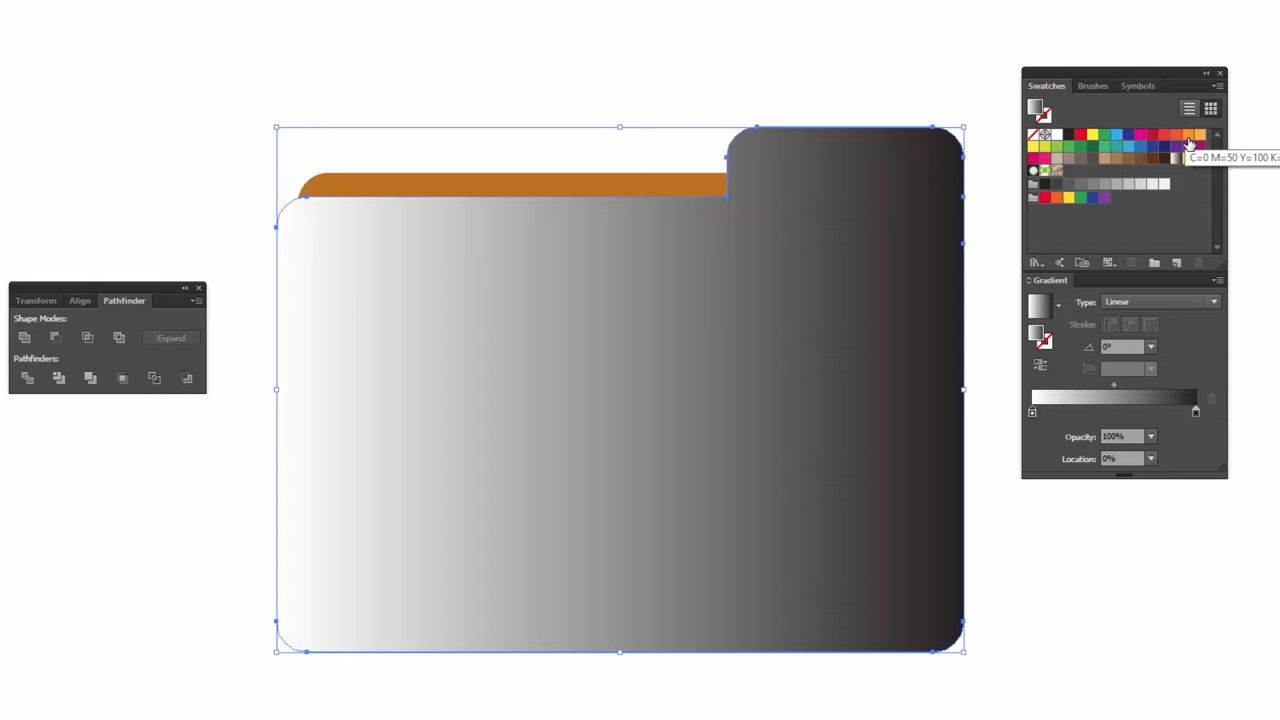 Swatches Brushes Symbols
C=0 M=50 Y=100 K=
Transform Align Pathfinder
Shape Modes:
Expand
Pathfinders:
Gradient
Type: Linear
Stroke:
0°
Opacity: 100%
Location: 0%